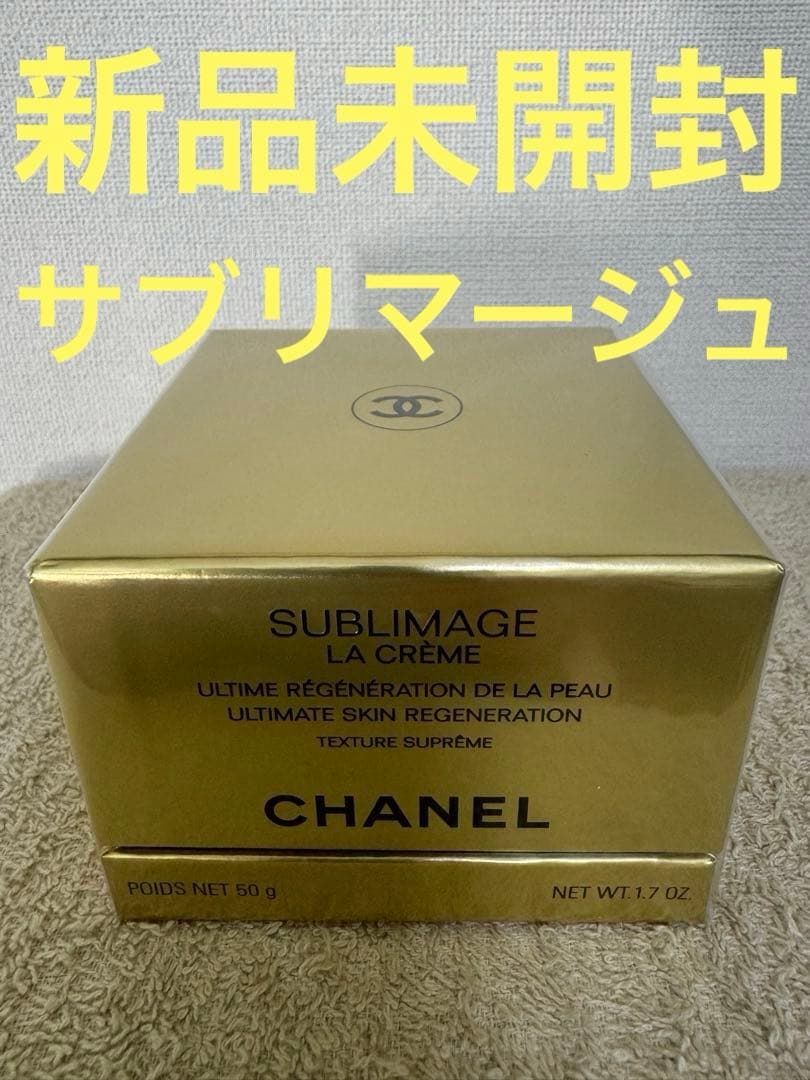 新品未開封
サブリマージュ
SUBLIMAGE
LA CRÈME
ULTIME RÉGÉNÉRATION DE LA PEAU
ULTIMATE SKIN REGENERATION
TEXTURE SUPRÊME
CHANEL
POIDS NET 50 g
NET WT.1.7 OZ.